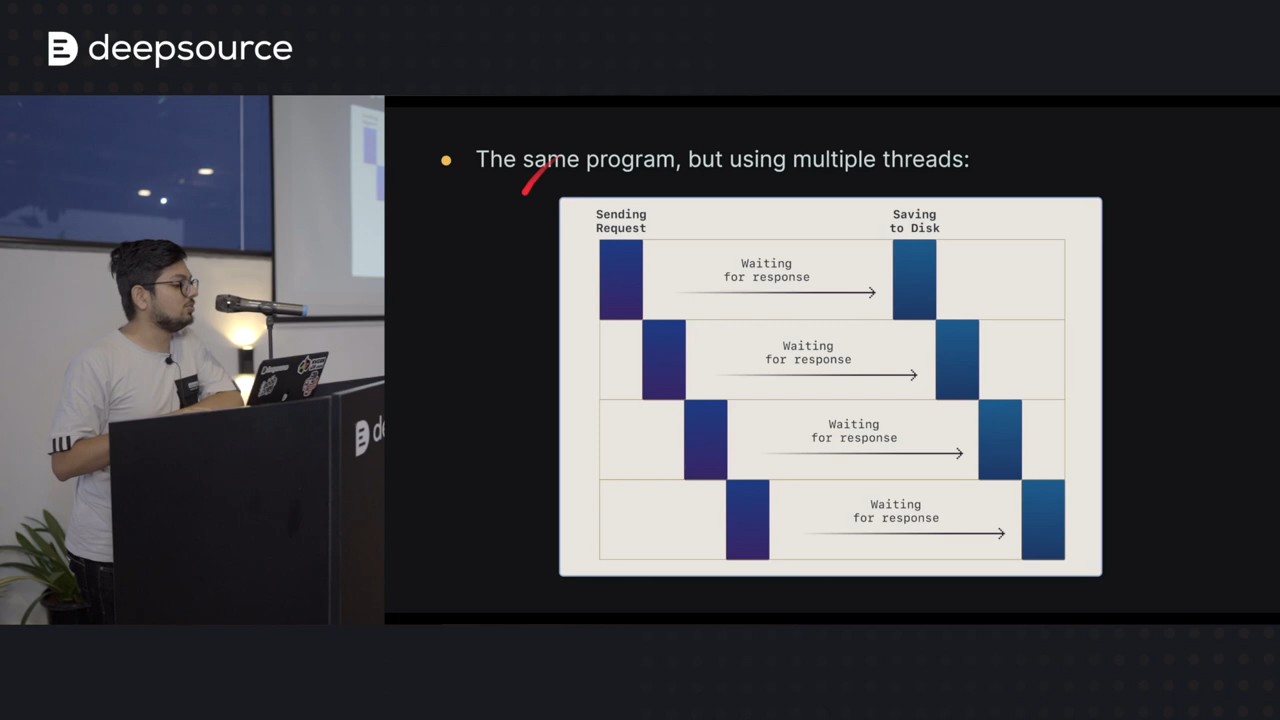 deepsource
The same program, but using multiple threads:
Sending
Request
Saving
to Disk
Waiting
for response
Waiting
for response
Waiting
for response
Waiting
for response